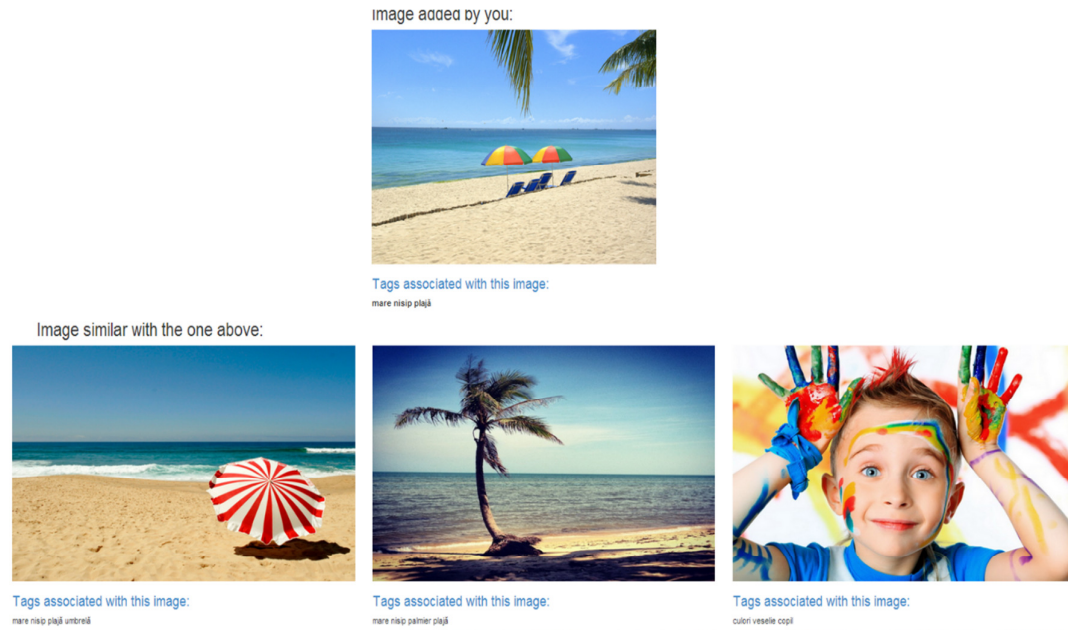 Image added by you:
Tags associated with this image:
mare nisip plajă
Image similar with the one above:
Tags associated with this image:
mare nisip plajă umbrelă
Tags associated with this image:
mare nisip palmier plajă
Tags associated with this image:
culori veselie copil